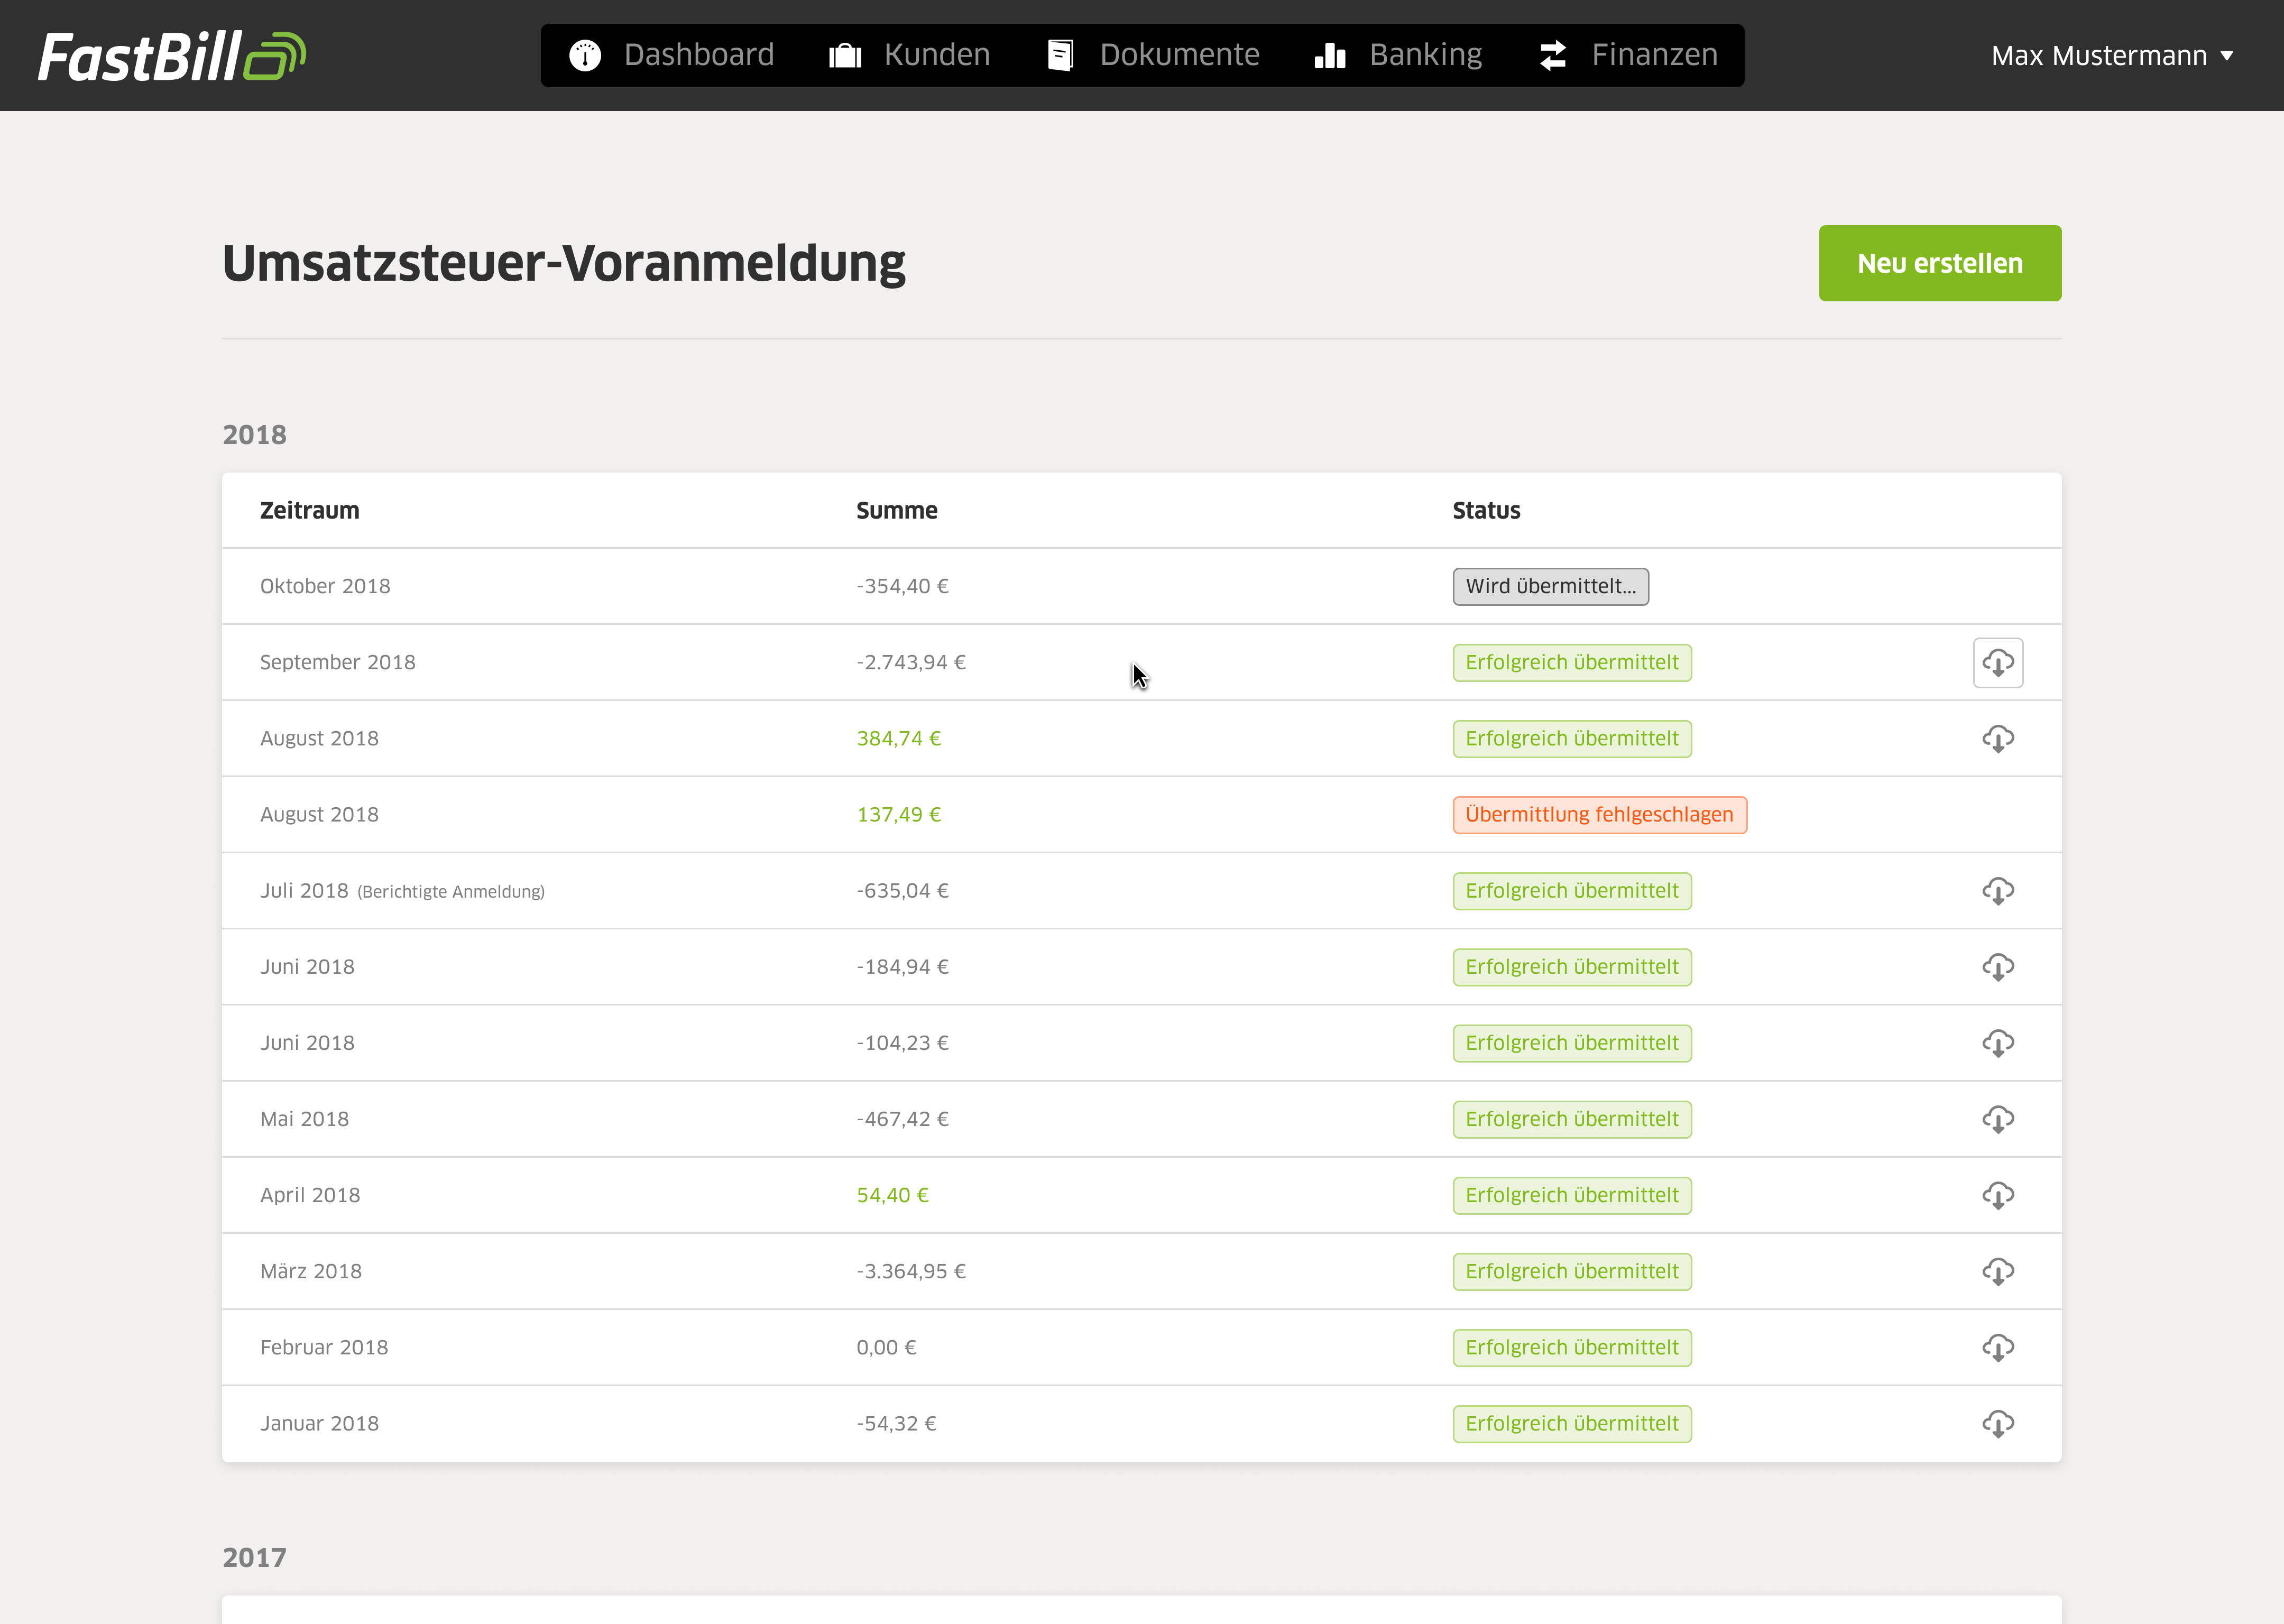 FastBill
Dashboard Kunden Dokumente Banking Finanzen
Max Mustermann
Umsatzsteuer-Voranmeldung
Neu erstellen
2018
Zeitraum Summe Status
Oktober 2018 -354,40 € Wird übermittelt...
September 2018 -2.743,94 € Erfolgreich übermittelt
August 2018 384,74 € Erfolgreich übermittelt
August 2018 137,49 € Übermittlung fehlgeschlagen
Juli 2018 (Berichtigte Anmeldung) -635,04 € Erfolgreich übermittelt
Juni 2018 -184,94 € Erfolgreich übermittelt
Juni 2018 -104,23 € Erfolgreich übermittelt
Mai 2018 -467,42 € Erfolgreich übermittelt
April 2018 54,40 € Erfolgreich übermittelt
März 2018 -3.364,95 € Erfolgreich übermittelt
Februar 2018 0,00 € Erfolgreich übermittelt
Januar 2018 -54,32 € Erfolgreich übermittelt
2017